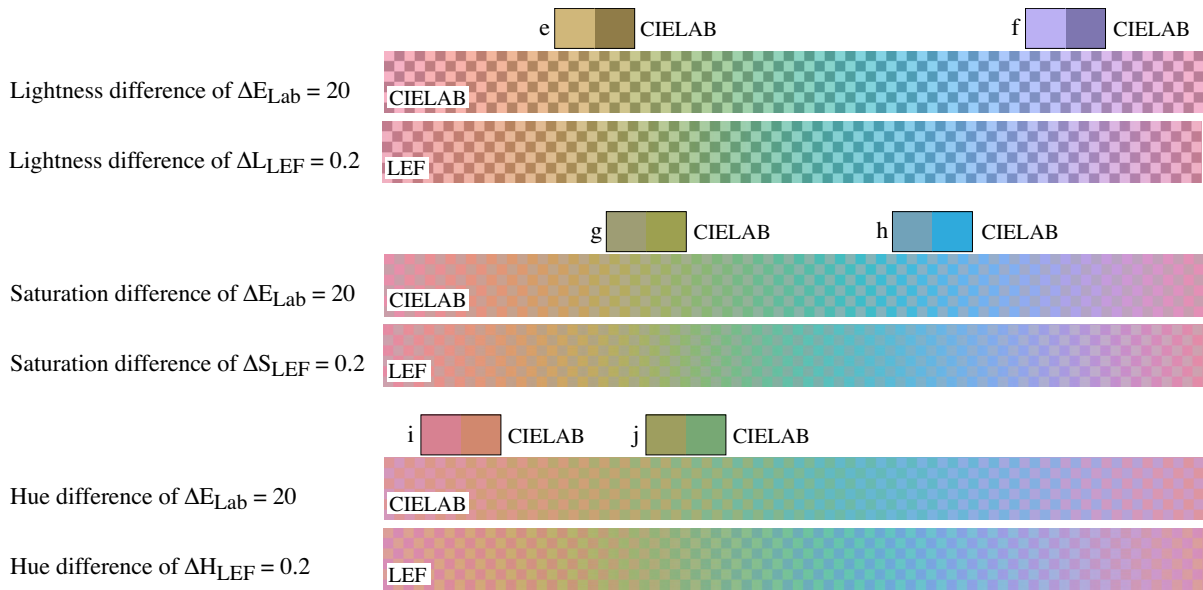 e CIELAB f CIELAB
Lightness difference of ΔE_Lab = 20
CIELAB
Lightness difference of ΔL_LEF = 0.2
LEF
g CIELAB h CIELAB
Saturation difference of ΔE_Lab = 20
CIELAB
Saturation difference of ΔS_LEF = 0.2
LEF
i CIELAB j CIELAB
Hue difference of ΔE_Lab = 20
CIELAB
Hue difference of ΔH_LEF = 0.2
LEF